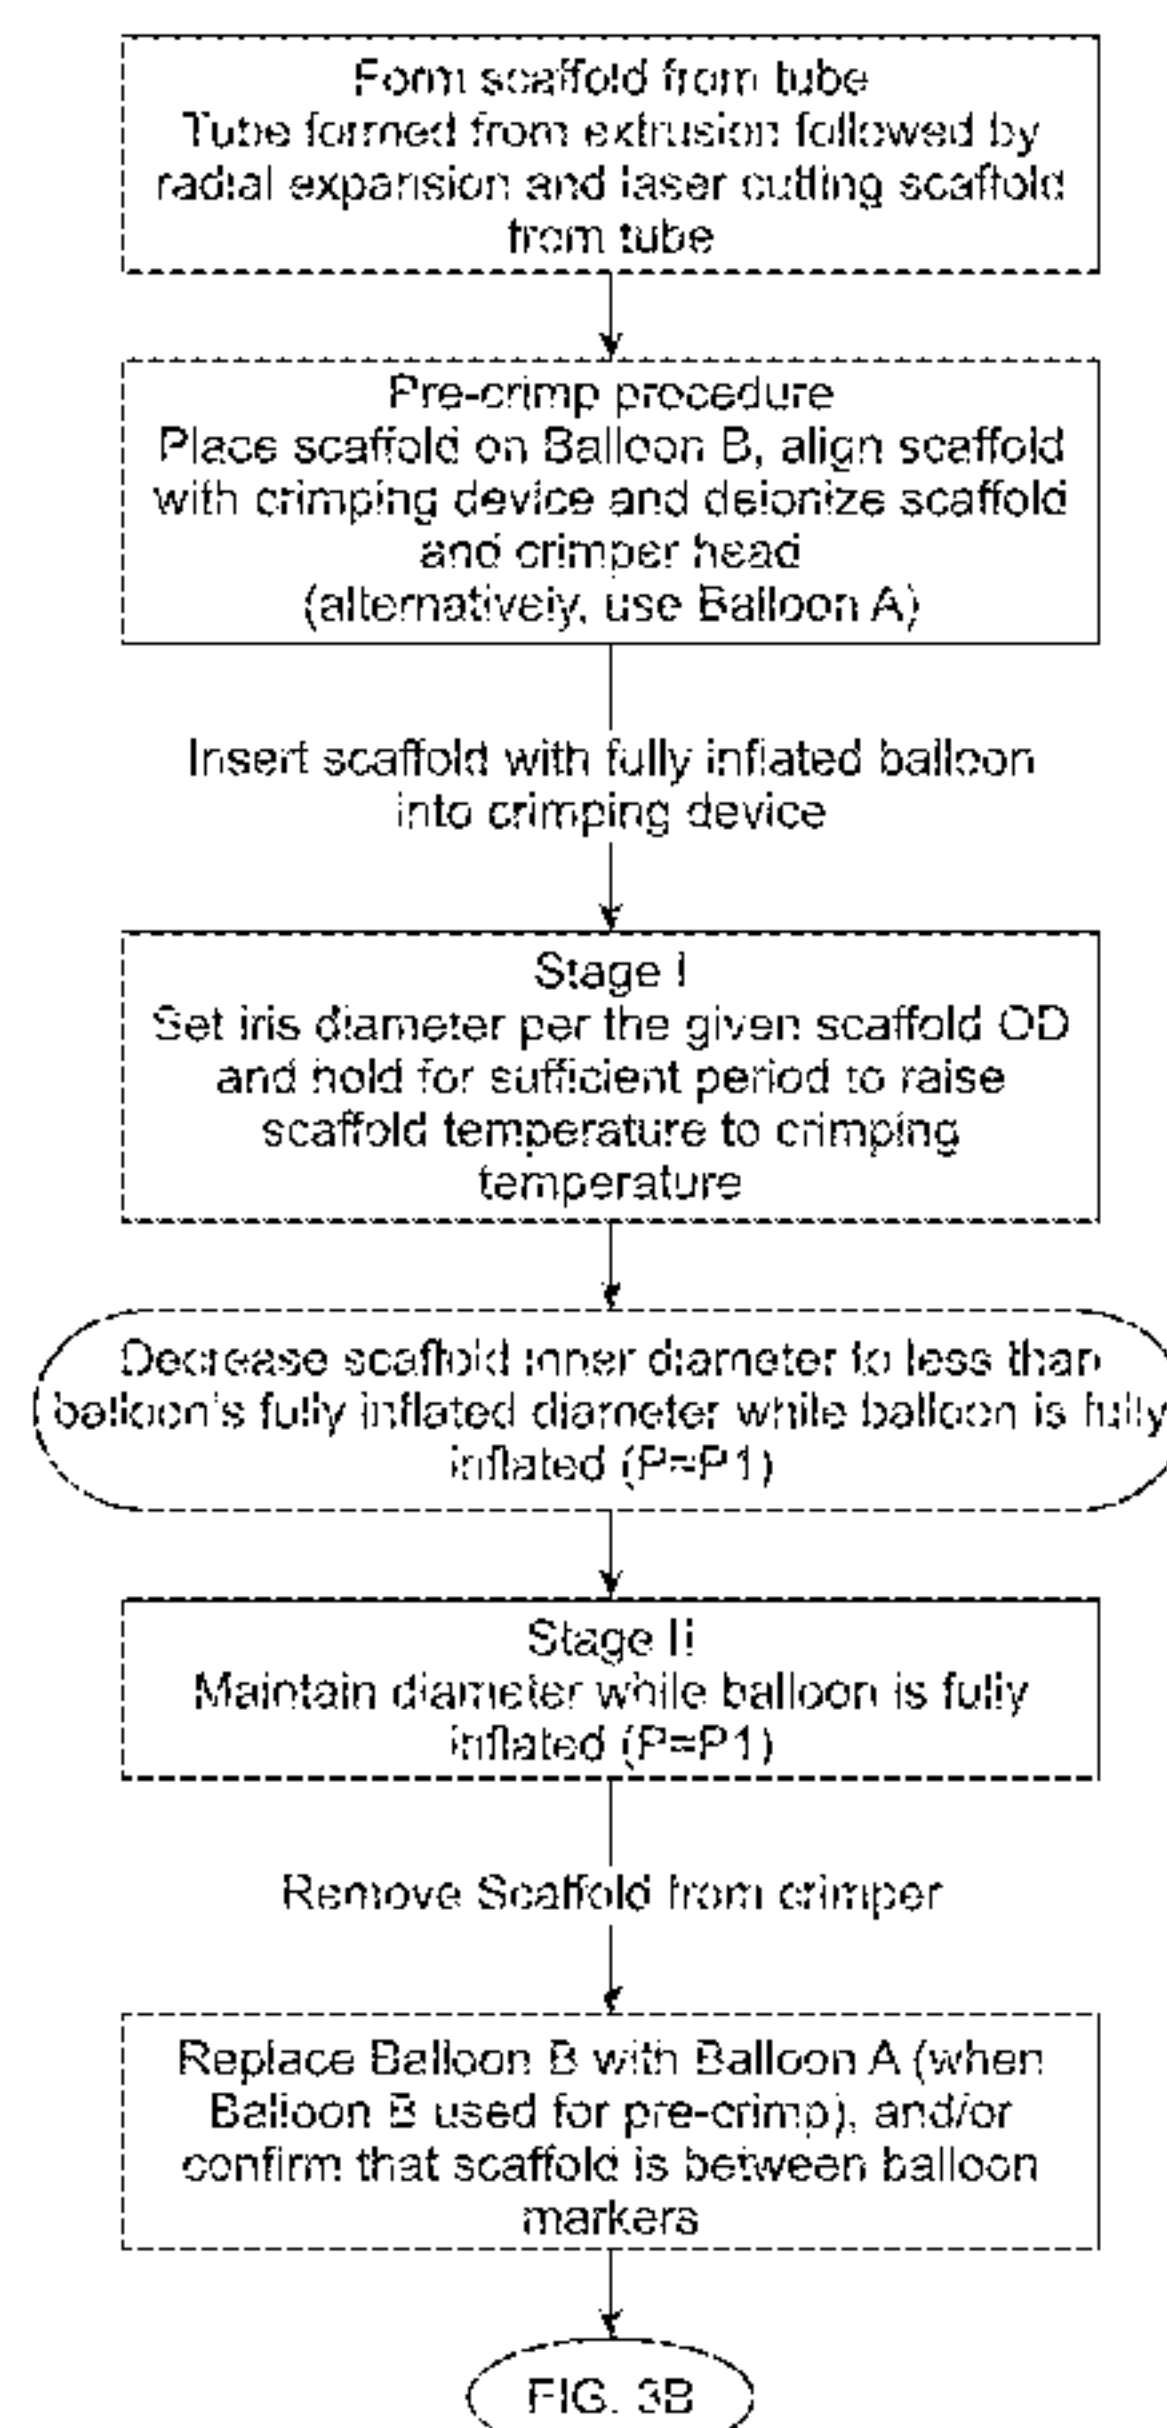 Form scaffold from tube
Tube formed from extrusion followed by
radial expansion and laser cutting scaffold
from tube
Pre-crimp procedure
Place scaffold on Balloon B, align scaffold
with crimping device and deionize scaffold
and crimper head
(alternatively, use Balloon A)
Insert scaffold with fully inflated balloon
into crimping device
Stage I
Set iris diameter per the given scaffold OD
and hold for sufficient period to raise
scaffold temperature to crimping
temperature
Decrease scaffold inner diameter to less than
balloon's fully inflated diameter while balloon is fully
inflated (P=P1)
Stage II
Maintain diameter while balloon is fully
inflated (P=P1)
Remove Scaffold from crimper
Replace Balloon B with Balloon A (when
Balloon B used for pre-crimp), and/or
confirm that scaffold is between balloon
markers
FIG. 3B